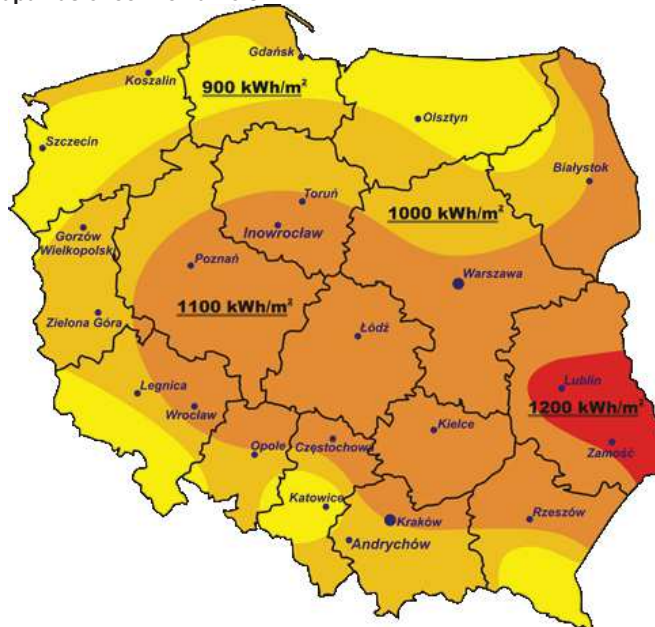 Gdańsk
Koszalin
900 kWh/m²
Olsztyn
Szczecin
Białystok
Toruń
1000 kWh/m²
Gorzów
Wielkopolski
Inowrocław
Poznań
Warszawa
1100 kWh/m²
Zielona Góra
Łódź
Legnica
Lublin
Wrocław
1200 kWh/m²
Kielce
Opole
Częstochowa
Zamość
Katowice
Kraków
Rzeszów
Andrychów